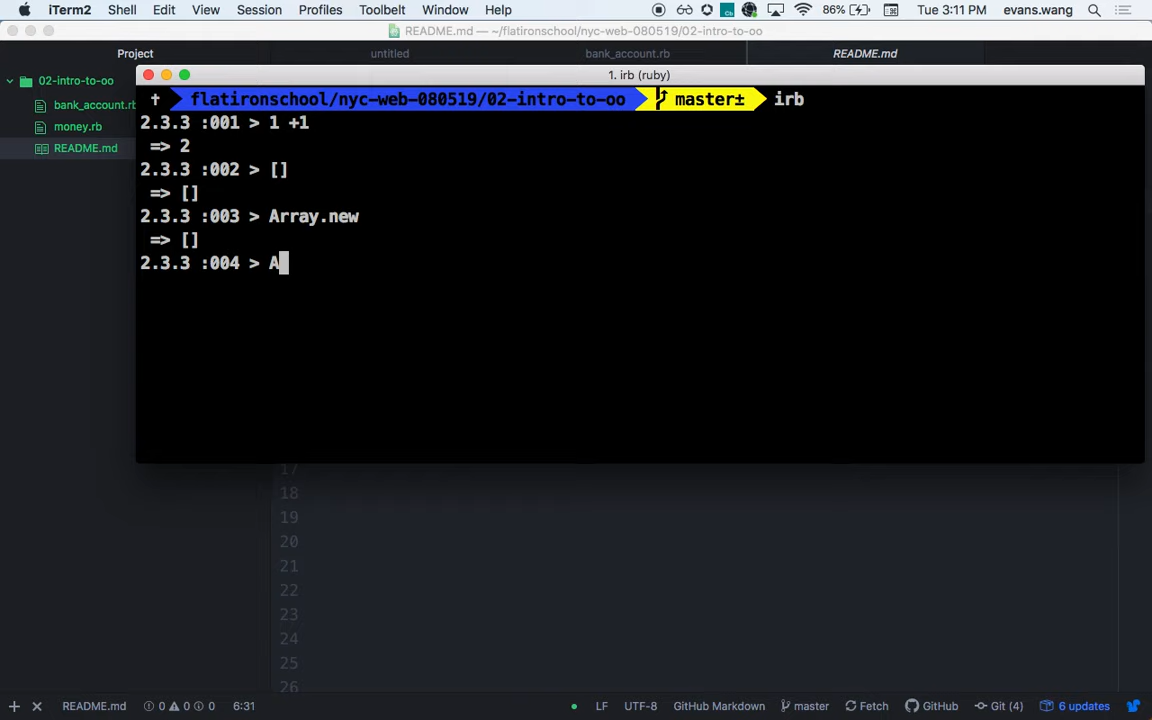 iTerm2 Shell Edit View Session Profiles Toolbelt Window Help 86% Tue 3:11 PM evans.wang
README.md — ~/flatironschool/nyc-web-080519/02-intro-to-oo
Project untitled bank_account.rb README.md
02-intro-to-oo
bank_account.rb
money.rb
README.md
1. irb (ruby)
flatironschool/nyc-web-080519/02-intro-to-oo master± irb
2.3.3 :001 > 1 +1
=> 2
2.3.3 :002 > []
=> []
2.3.3 :003 > Array.new
=> []
2.3.3 :004 > A
17
18
19
20
21
22
23
24
25
26
README.md 0 0 0 6:31 LF UTF-8 GitHub Markdown master Fetch GitHub Git (4) 6 updates